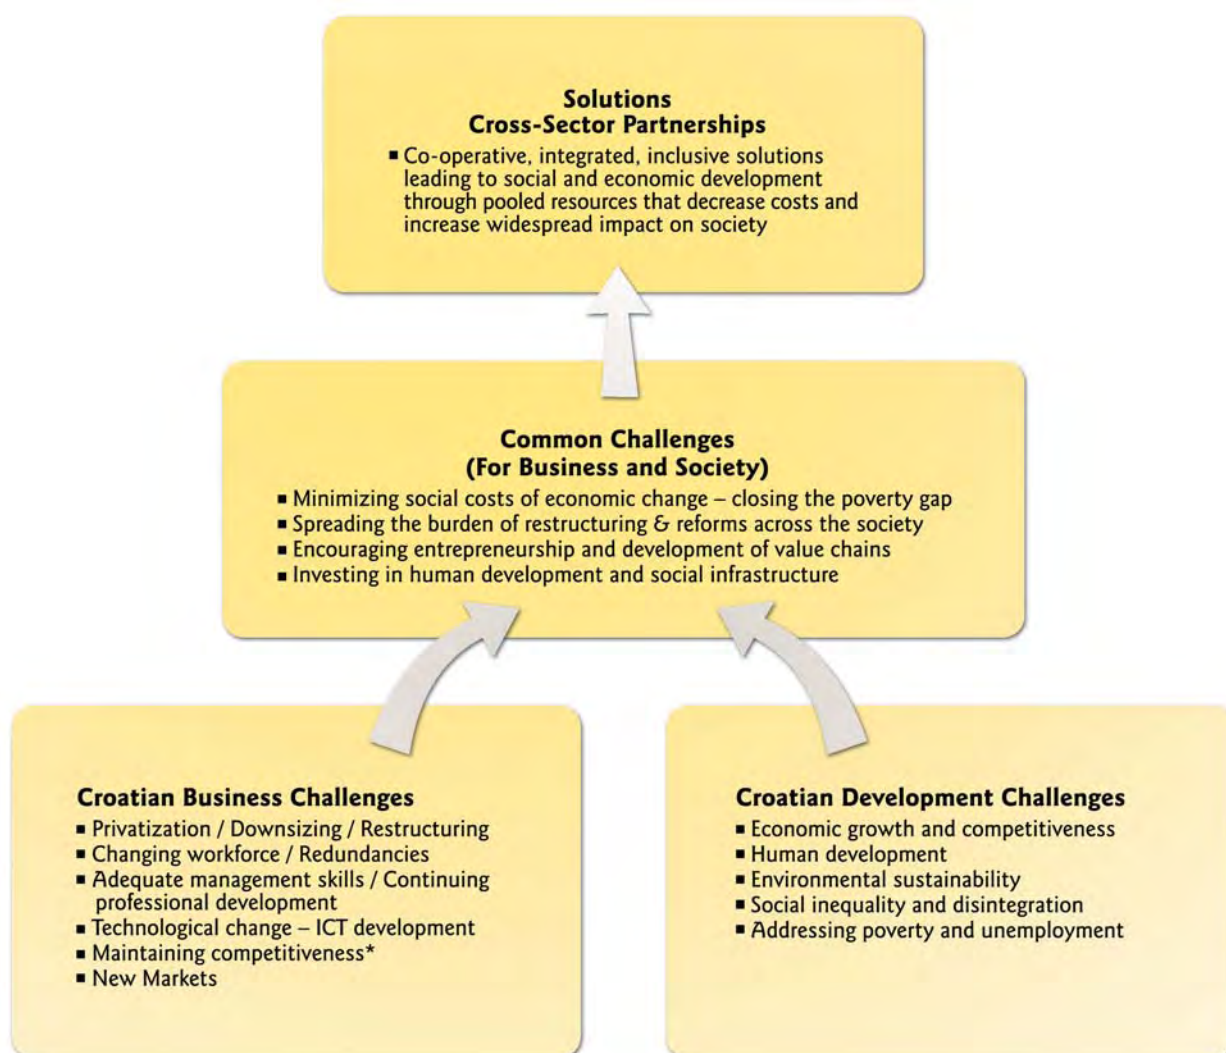 Solutions
Cross-Sector Partnerships
▪ Co-operative, integrated, inclusive solutions
leading to social and economic development
through pooled resources that decrease costs and
increase widespread impact on society
Common Challenges
(For Business and Society)
▪ Minimizing social costs of economic change – closing the poverty gap
▪ Spreading the burden of restructuring & reforms across the society
▪ Encouraging entrepreneurship and development of value chains
▪ Investing in human development and social infrastructure
Croatian Business Challenges
▪ Privatization / Downsizing / Restructuring
▪ Changing workforce / Redundancies
▪ Adequate management skills / Continuing
professional development
▪ Technological change – ICT development
▪ Maintaining competitiveness*
▪ New Markets
Croatian Development Challenges
▪ Economic growth and competitiveness
▪ Human development
▪ Environmental sustainability
▪ Social inequality and disintegration
▪ Addressing poverty and unemployment